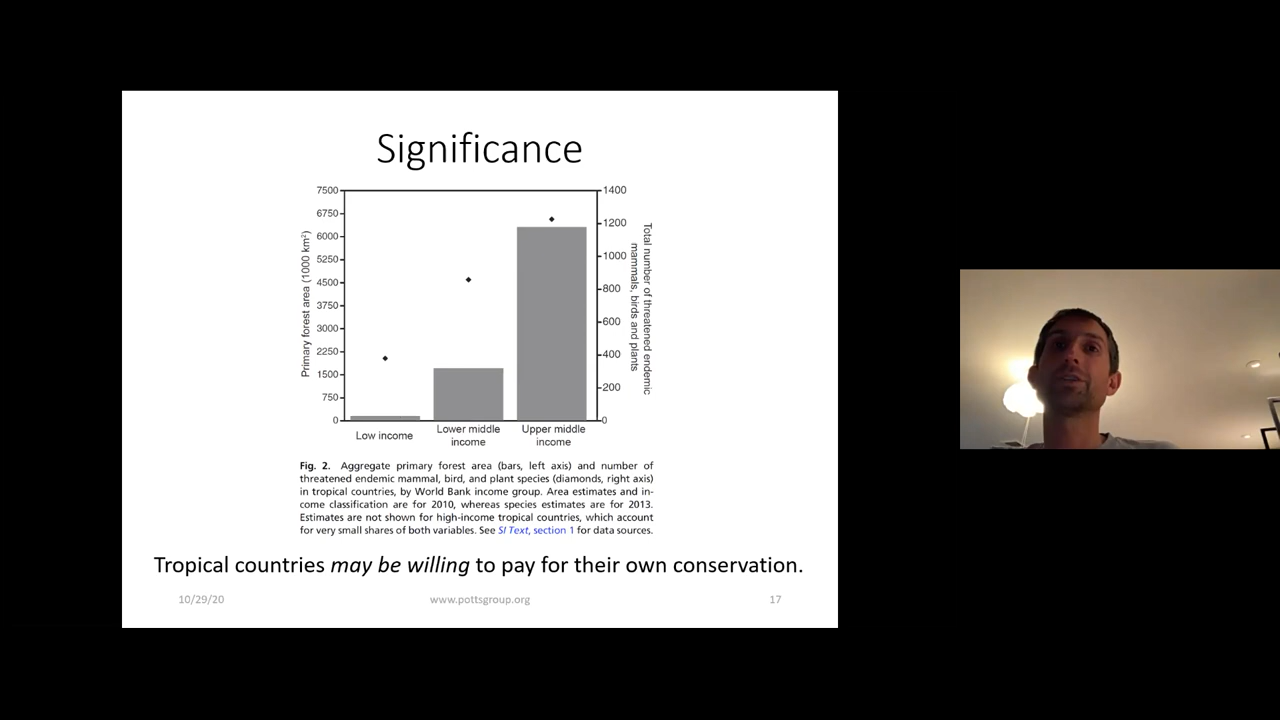 Significance
7500
6750
6000
5250
4500
3750
3000
2250
1500
750
0
Primary forest area (1000 km²)
1400
1200
1000
800
600
400
200
0
Total number of threatened endemic
mammals, birds and plants
Low income
Lower middle
income
Upper middle
income
Fig. 2. Aggregate primary forest area (bars, left axis) and number of
threatened endemic mammal, bird, and plant species (diamonds, right axis)
in tropical countries, by World Bank income group. Area estimates and in-
come classification are for 2010, whereas species estimates are for 2013.
Estimates are not shown for high-income tropical countries, which account
for very small shares of both variables. See SI Text, section 1 for data sources.
Tropical countries may be willing to pay for their own conservation.
10/29/20
www.pottsgroup.org
17